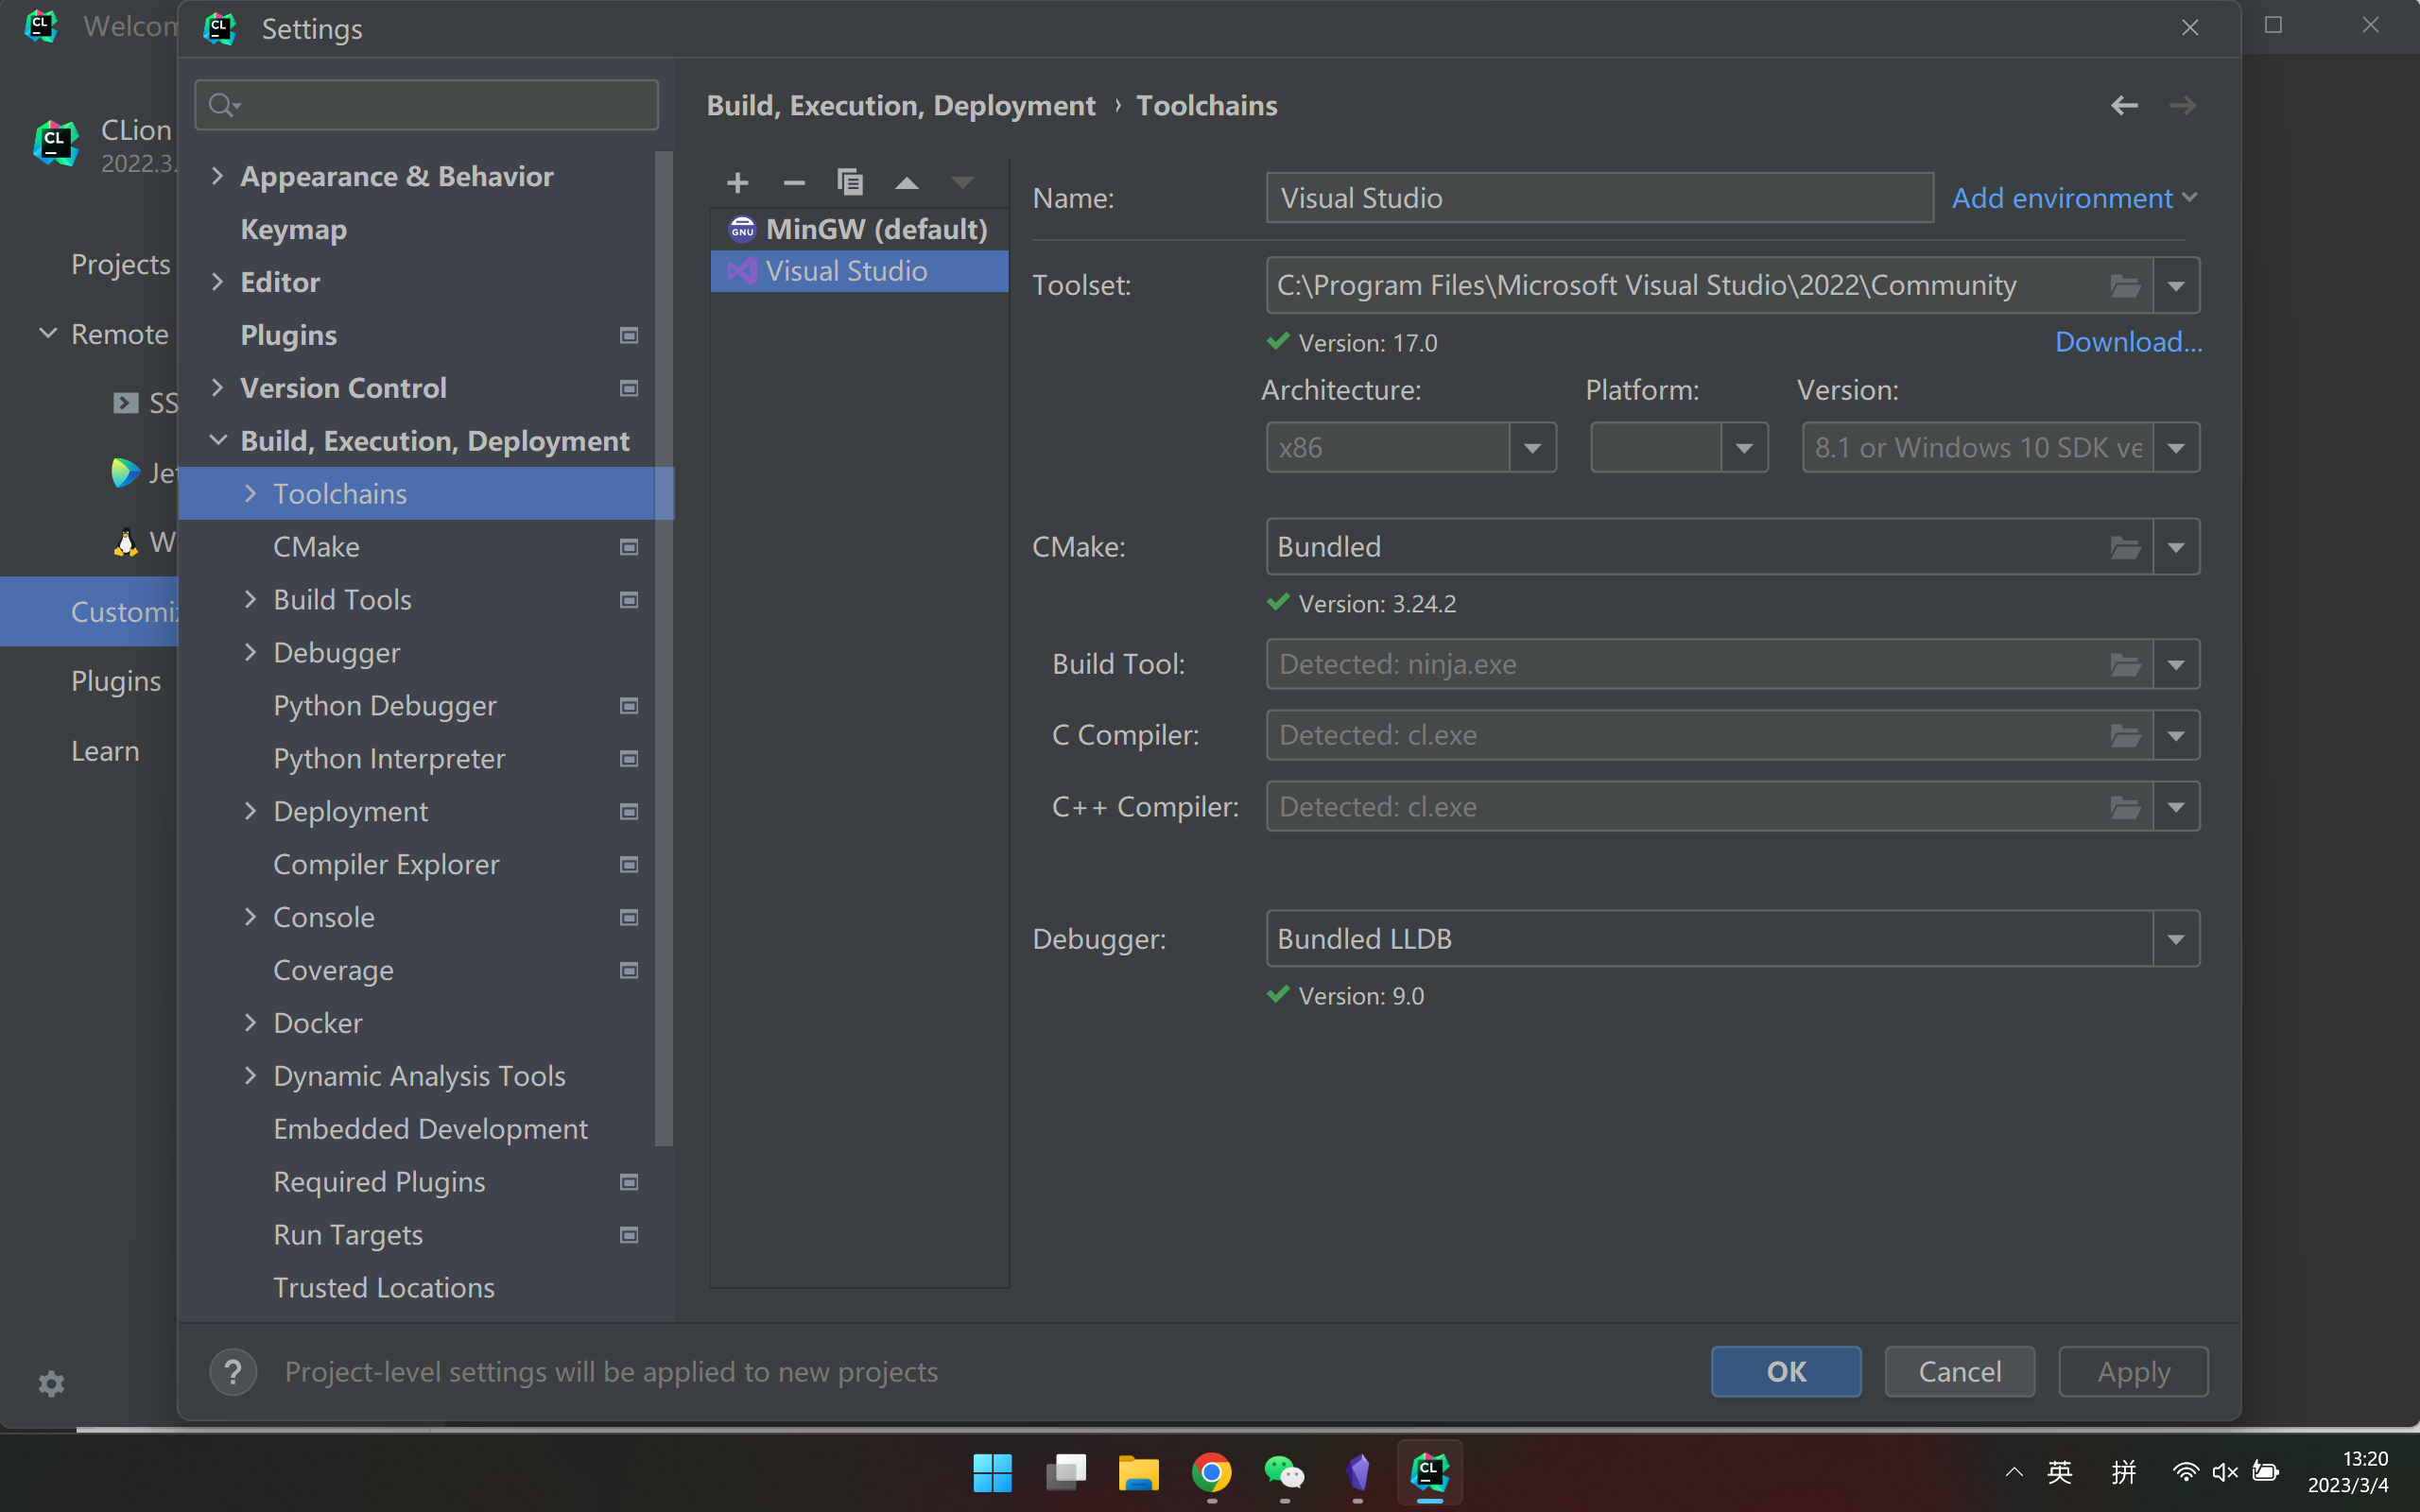 Welcom
CLion
2022.3.
Projects
Remote
SS
Jet
W
Customiz
Plugins
Learn
Settings
Appearance & Behavior
Keymap
Editor
Plugins
Version Control
Build, Execution, Deployment
Toolchains
CMake
Build Tools
Debugger
Python Debugger
Python Interpreter
Deployment
Compiler Explorer
Console
Coverage
Docker
Dynamic Analysis Tools
Embedded Development
Required Plugins
Run Targets
Trusted Locations
Build, Execution, Deployment › Toolchains
MinGW (default)
Visual Studio
Name: Visual Studio Add environment
Toolset: C:\Program Files\Microsoft Visual Studio\2022\Community
Version: 17.0 Download...
Architecture: Platform: Version:
x86 8.1 or Windows 10 SDK ve
CMake: Bundled
Version: 3.24.2
Build Tool: Detected: ninja.exe
C Compiler: Detected: cl.exe
C++ Compiler: Detected: cl.exe
Debugger: Bundled LLDB
Version: 9.0
? Project-level settings will be applied to new projects
OK Cancel Apply
英 拼 13:20
2023/3/4